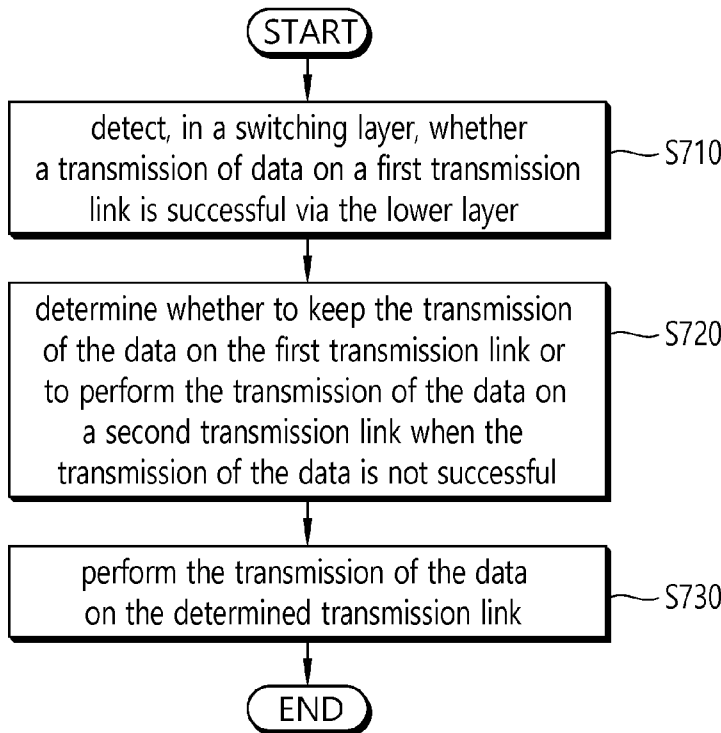 START
detect, in a switching layer, whether
a transmission of data on a first transmission
link is successful via the lower layer
S710
determine whether to keep the transmission
of the data on the first transmission link or
to perform the transmission of the data on
a second transmission link when the
transmission of the data is not successful
S720
perform the transmission of the data
on the determined transmission link
S730
END